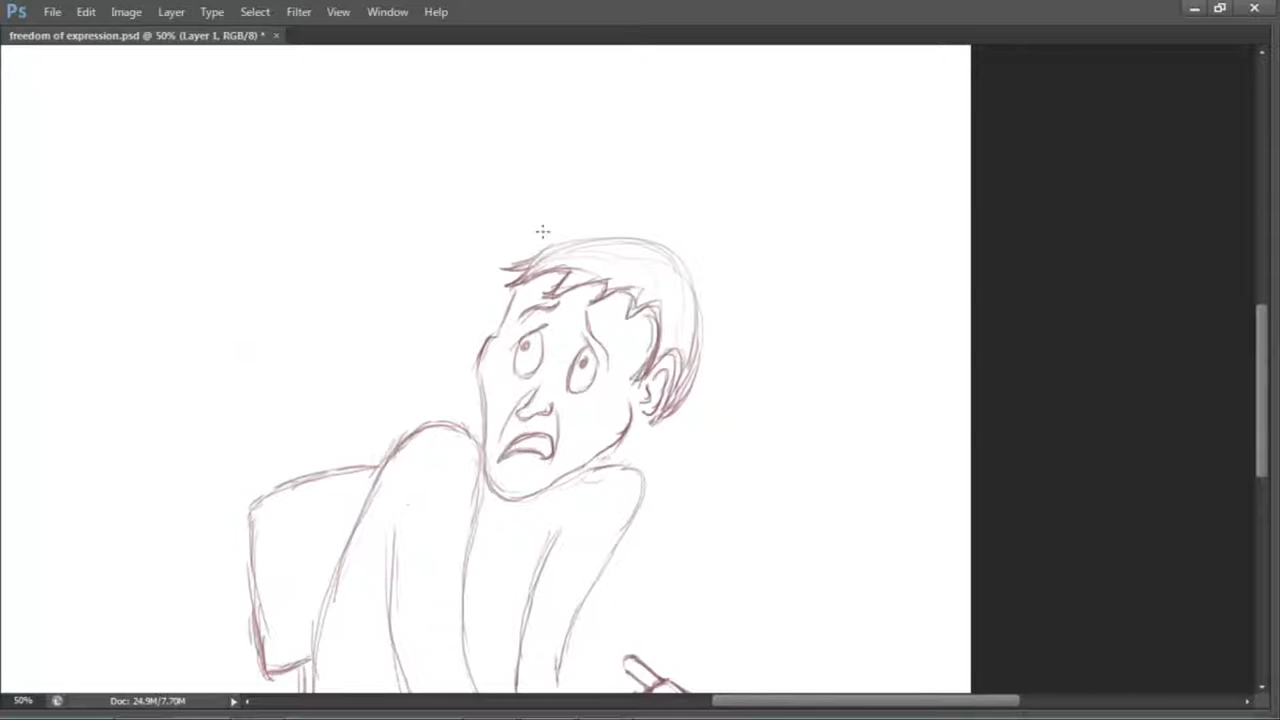 Ps File Edit Image Layer Type Select Filter View Window Help
freedom of expression.psd @ 50% (Layer 1, RGB/8) * ×
50% Doc: 24.9M/7.70M